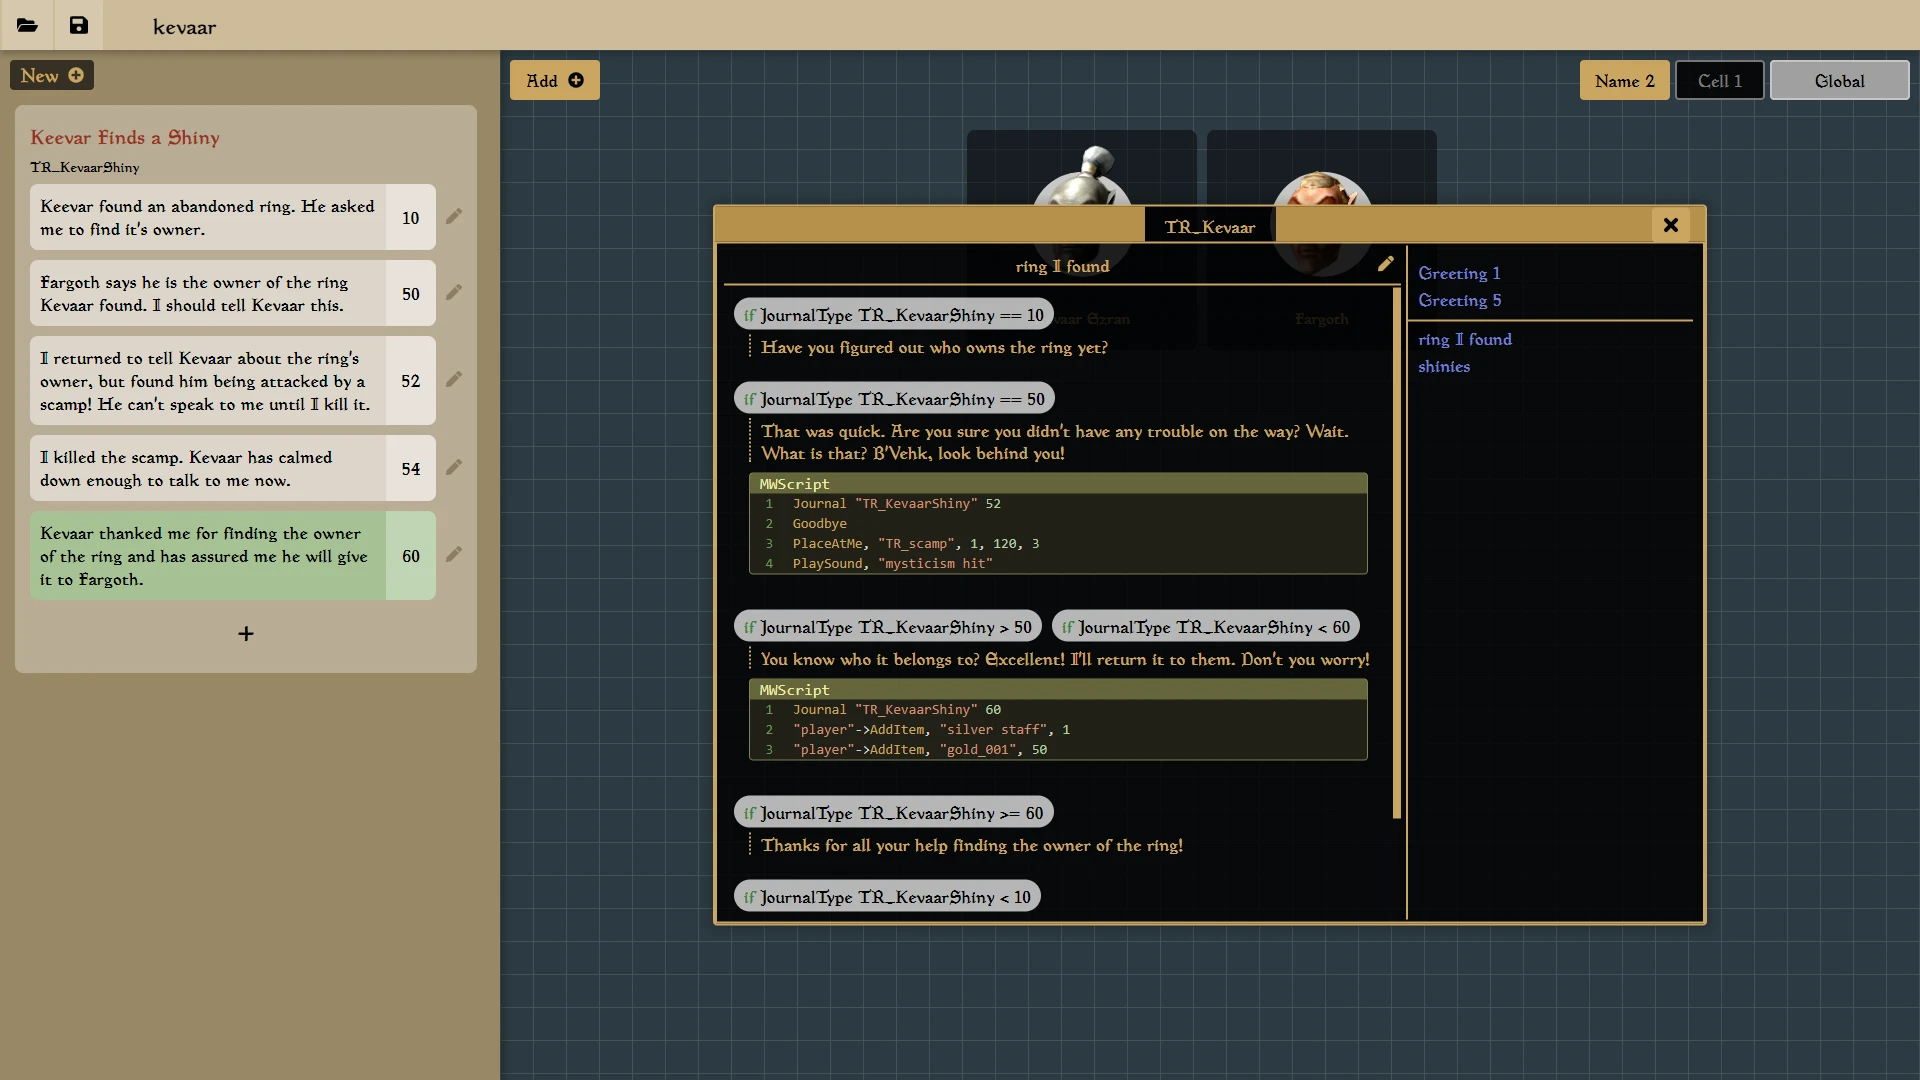 kevaar
New
Keevar Finds a Shiny
TR_KevaarShiny
Keevar found an abandoned ring. He asked
me to find it's owner.
10
Fargoth says he is the owner of the ring
Kevaar found. I should tell Kevaar this.
50
I returned to tell Kevaar about the ring's
owner, but found him being attacked by a
scamp! He can't speak to me until I kill it.
52
I killed the scamp. Kevaar has calmed
down enough to talk to me now.
54
Kevaar thanked me for finding the owner
of the ring and has assured me he will give
it to Fargoth.
60
+
Add
Name 2
Cell 1
Global
TR_Kevaar
ring I found
if JournalType TR_KevaarShiny == 10
Have you figured out who owns the ring yet?
if JournalType TR_KevaarShiny == 50
That was quick. Are you sure you didn't have any trouble on the way? Wait.
What is that? B'Vehk, look behind you!
MWScript
1 Journal "TR_KevaarShiny" 52
2 Goodbye
3 PlaceAtMe, "TR_scamp", 1, 120, 3
4 PlaySound, "mysticism hit"
if JournalType TR_KevaarShiny > 50
if JournalType TR_KevaarShiny < 60
You know who it belongs to? Excellent! I'll return it to them. Don't you worry!
MWScript
1 Journal "TR_KevaarShiny" 60
2 "player"->AddItem, "silver staff", 1
3 "player"->AddItem, "gold_001", 50
if JournalType TR_KevaarShiny >= 60
Thanks for all your help finding the owner of the ring!
if JournalType TR_KevaarShiny < 10
Greeting 1
Greeting 5
ring I found
shinies
Fargoth